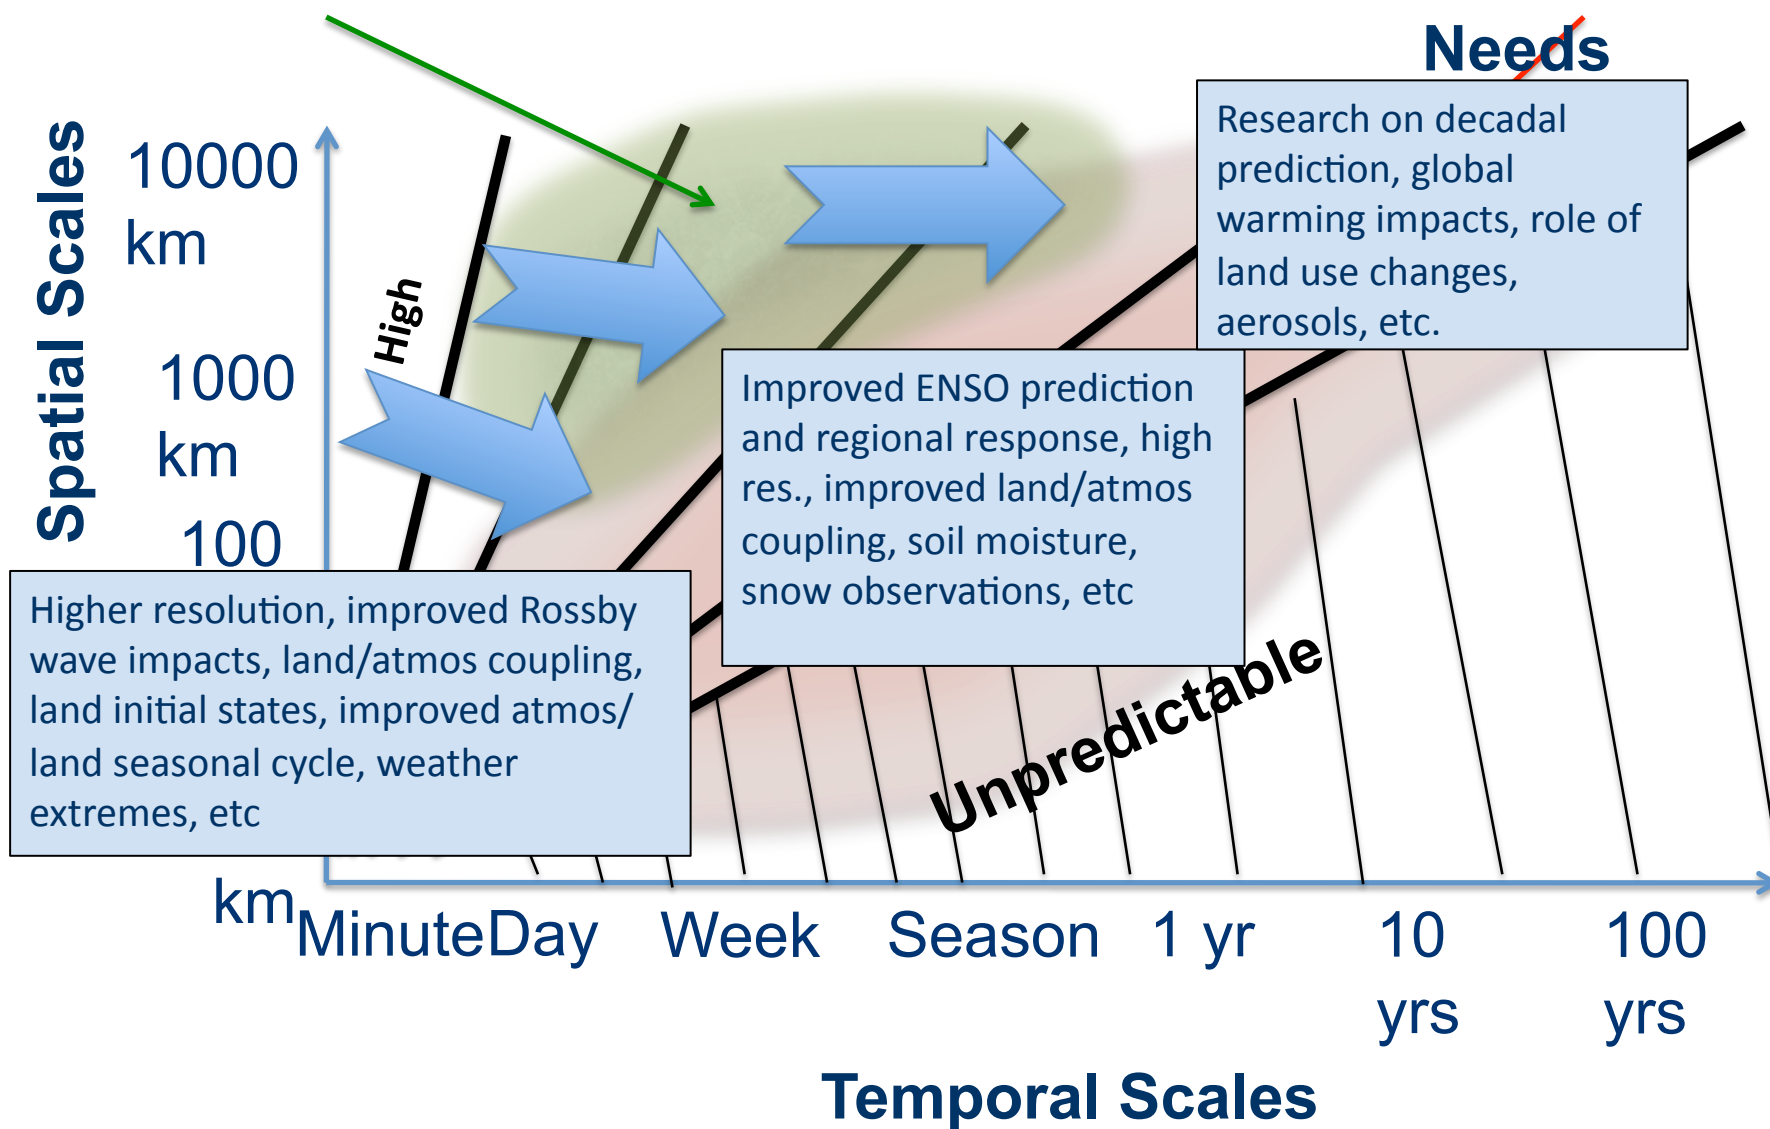 Needs
Spatial Scales
10000
km
1000
km
100
km
High
Research on decadal
prediction, global
warming impacts, role of
land use changes,
aerosols, etc.
Improved ENSO prediction
and regional response, high
res., improved land/atmos
coupling, soil moisture,
snow observations, etc
Higher resolution, improved Rossby
wave impacts, land/atmos coupling,
land initial states, improved atmos/
land seasonal cycle, weather
extremes, etc
Unpredictable
Minute Day Week Season 1 yr 10 yrs 100 yrs
Temporal Scales